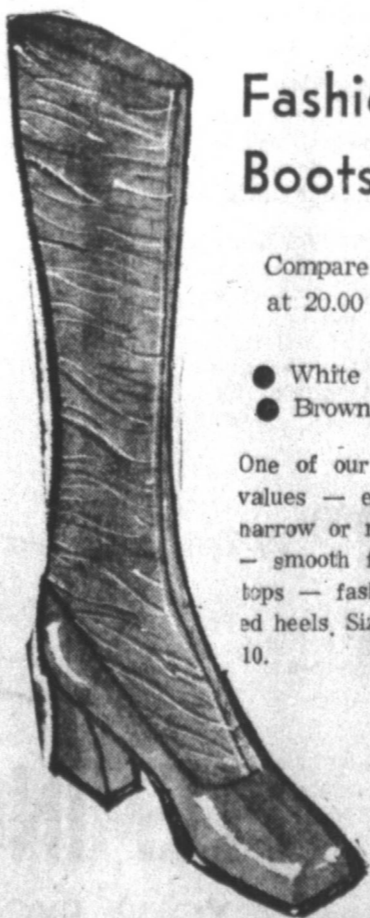 Fashi
Boots
Compare
at 20.00
● White
● Brown
One of our
values — e
narrow or
— smooth f
tops — fash
ed heels. Si
10.